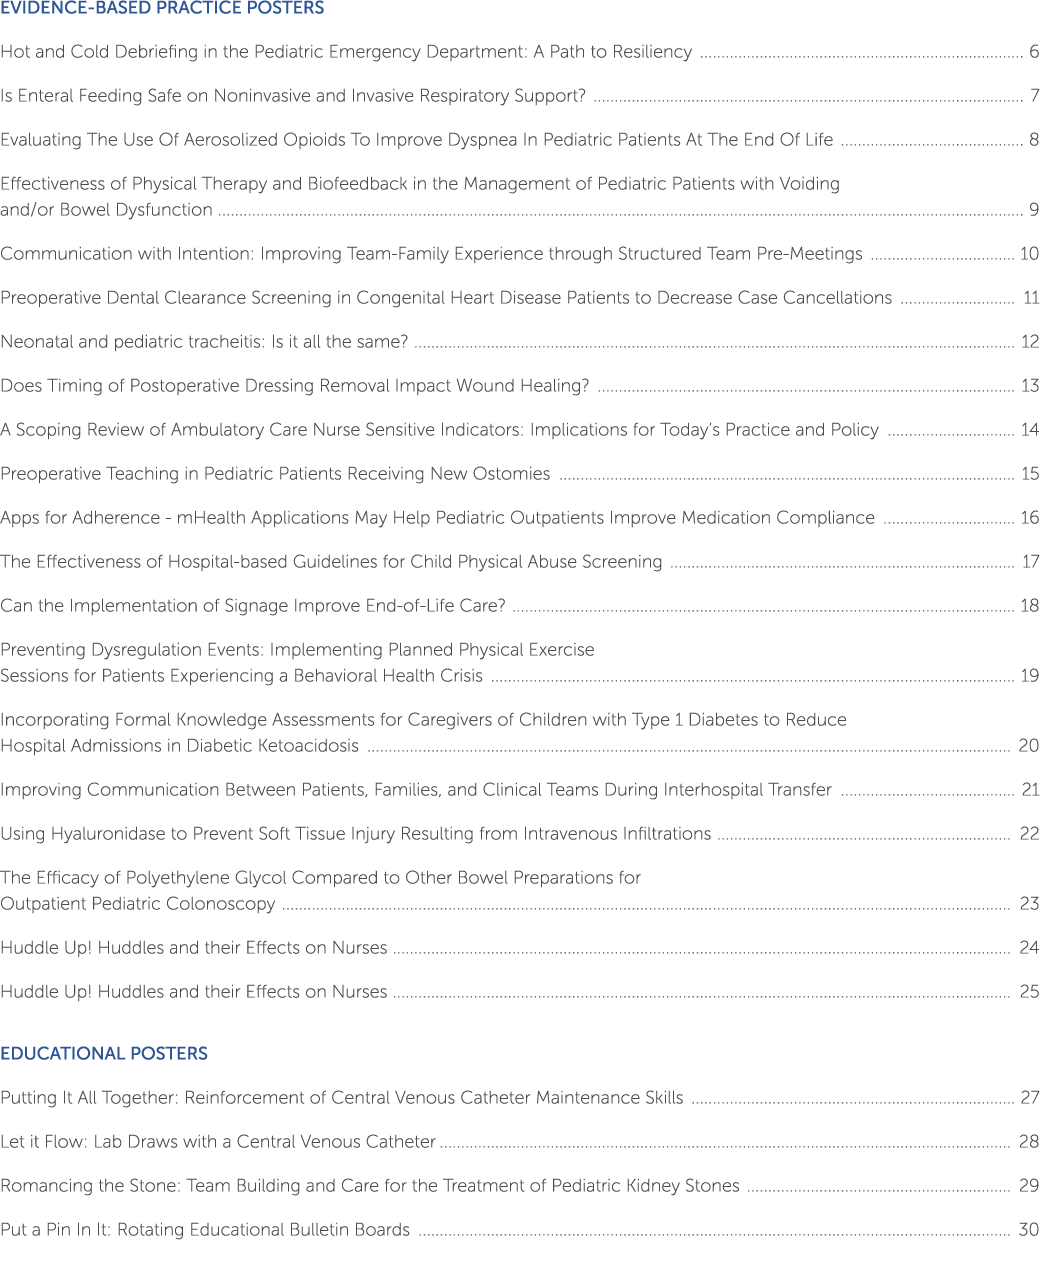 EVIDENCE-BASED PRACTICE POSTERS
Hot and Cold Debriefing in the Pediatric Emergency Department: A Path to Resiliency ............................................................................ 6
Is Enteral Feeding Safe on Noninvasive and Invasive Respiratory Support? ..................................................................................................... 7
Evaluating The Use Of Aerosolized Opioids To Improve Dyspnea In Pediatric Patients At The End Of Life ........................................... 8
Effectiveness of Physical Therapy and Biofeedback in the Management of Pediatric Patients with Voiding
and/or Bowel Dysfunction ............................................................................................................................................................................................. 9
Communication with Intention: Improving Team-Family Experience through Structured Team Pre-Meetings .................................. 10
Preoperative Dental Clearance Screening in Congenital Heart Disease Patients to Decrease Case Cancellations ........................... 11
Neonatal and pediatric tracheitis: Is it all the same? ............................................................................................................................................. 12
Does Timing of Postoperative Dressing Removal Impact Wound Healing? .................................................................................................. 13
A Scoping Review of Ambulatory Care Nurse Sensitive Indicators: Implications for Today's Practice and Policy .............................. 14
Preoperative Teaching in Pediatric Patients Receiving New Ostomies ........................................................................................................... 15
Apps for Adherence - mHealth Applications May Help Pediatric Outpatients Improve Medication Compliance ............................... 16
The Effectiveness of Hospital-based Guidelines for Child Physical Abuse Screening ................................................................................. 17
Can the Implementation of Signage Improve End-of-Life Care? ...................................................................................................................... 18
Preventing Dysregulation Events: Implementing Planned Physical Exercise
Sessions for Patients Experiencing a Behavioral Health Crisis ........................................................................................................................... 19
Incorporating Formal Knowledge Assessments for Caregivers of Children with Type 1 Diabetes to Reduce
Hospital Admissions in Diabetic Ketoacidosis ....................................................................................................................................................... 20
Improving Communication Between Patients, Families, and Clinical Teams During Interhospital Transfer ......................................... 21
Using Hyaluronidase to Prevent Soft Tissue Injury Resulting from Intravenous Infiltrations ..................................................................... 22
The Efficacy of Polyethylene Glycol Compared to Other Bowel Preparations for
Outpatient Pediatric Colonoscopy ........................................................................................................................................................................... 23
Huddle Up! Huddles and their Effects on Nurses ................................................................................................................................................. 24
Huddle Up! Huddles and their Effects on Nurses ................................................................................................................................................. 25
EDUCATIONAL POSTERS
Putting It All Together: Reinforcement of Central Venous Catheter Maintenance Skills ............................................................................ 27
Let it Flow: Lab Draws with a Central Venous Catheter ...................................................................................................................................... 28
Romancing the Stone: Team Building and Care for the Treatment of Pediatric Kidney Stones .............................................................. 29
Put a Pin In It: Rotating Educational Bulletin Boards ........................................................................................................................................... 30